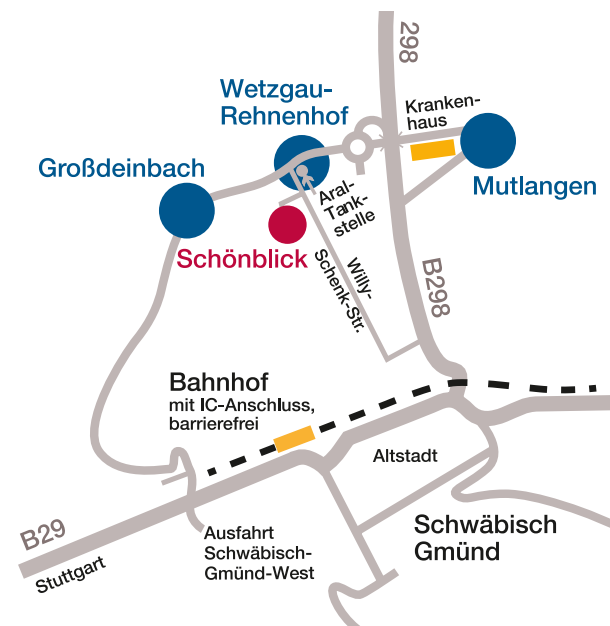 298
Wetzgau-
Rehnenhof
Kranken-
haus
Großdeinbach
Mutlangen
Aral-
Tank-
stelle
Schönblick
Willy-
Schenk-Str.
B298
Bahnhof
mit IC-Anschluss,
barrierefrei
Altstadt
B29
Stuttgart
Ausfahrt
Schwäbisch-
Gmünd-West
Schwäbisch
Gmünd